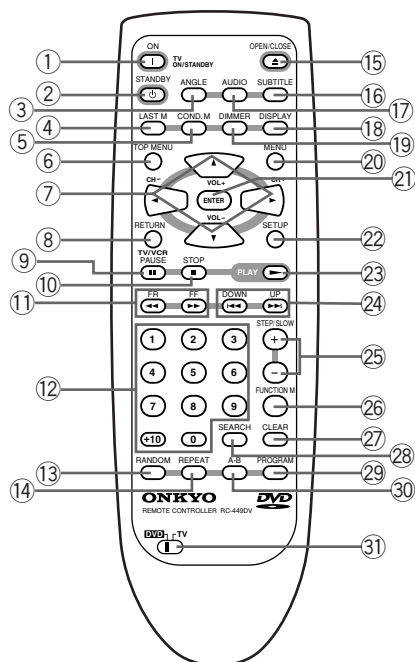 ON OPEN/CLOSE
① TV ON/STANDBY ⑮
STANDBY
② ANGLE AUDIO SUBTITLE ⑯
③ ⑰
④ LAST M COND.M DIMMER DISPLAY ⑱
⑤ ⑲
⑥ TOP MENU MENU ⑳
CH− CH+
⑦ VOL+ ㉑
ENTER
VOL−
⑧ RETURN SETUP ㉒
TV/VCR
⑨ PAUSE STOP PLAY ㉓
⑩
⑪ FR FF DOWN UP ㉔
STEP/SLOW
1 2 3 +
㉕
4 5 6 −
⑫ FUNCTION M
7 8 9 ㉖
SEARCH CLEAR
+10 0 ㉗
㉘
⑬ RANDOM REPEAT A-B PROGRAM ㉙
⑭ ㉚
ONKYO DVD
REMOTE CONTROLLER RC-449DV
DVD TV
㉛